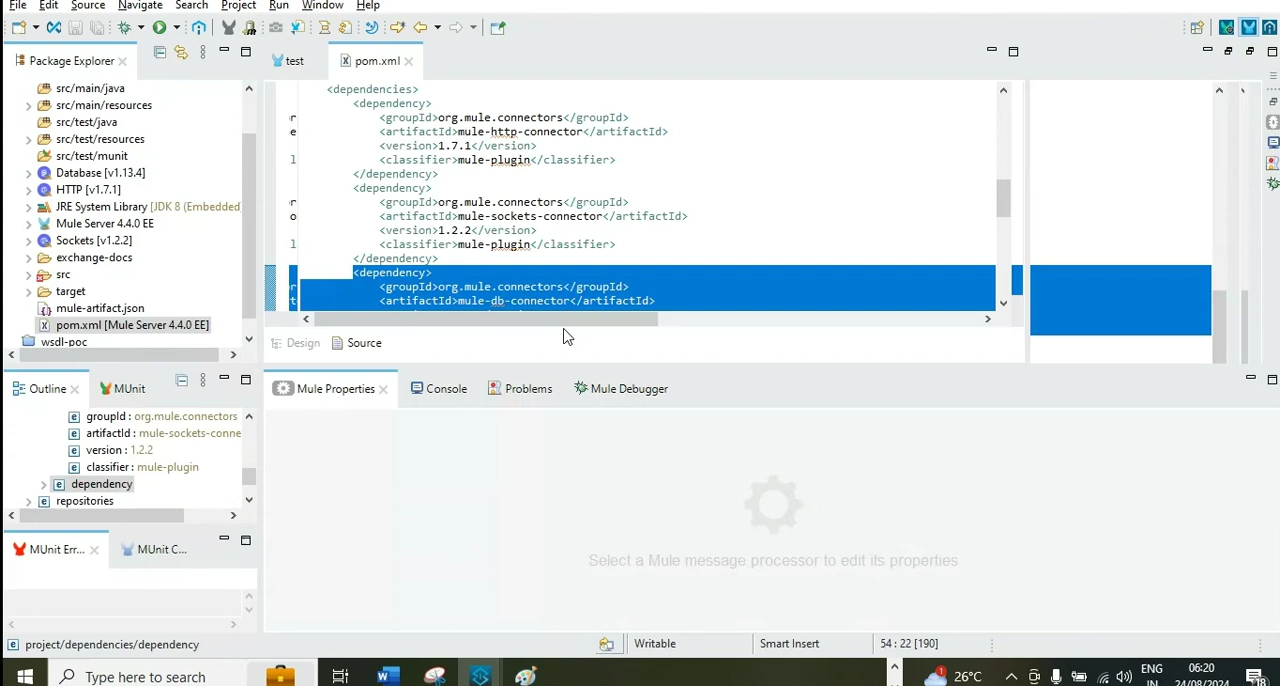 File Edit Source Navigate Search Project Run Window Help
Package Explorer
test
pom.xml
src/main/java
src/main/resources
src/test/java
src/test/resources
src/test/munit
Database [v1.13.4]
HTTP [v1.7.1]
JRE System Library [JDK 8 (Embedded
Mule Server 4.4.0 EE
Sockets [v1.2.2]
exchange-docs
src
target
mule-artifact.json
pom.xml [Mule Server 4.4.0 EE]
wsdl-poc
<dependencies>
<dependency>
<groupId>org.mule.connectors</groupId>
<artifactId>mule-http-connector</artifactId>
<version>1.7.1</version>
<classifier>mule-plugin</classifier>
</dependency>
<dependency>
<groupId>org.mule.connectors</groupId>
<artifactId>mule-sockets-connector</artifactId>
<version>1.2.2</version>
<classifier>mule-plugin</classifier>
</dependency>
<dependency>
<groupId>org.mule.connectors</groupId>
<artifactId>mule-db-connector</artifactId>
Design Source
Outline
MUnit
groupId : org.mule.connectors
artifactId : mule-sockets-conne
version : 1.2.2
classifier : mule-plugin
dependency
repositories
MUnit Err...
MUnit C...
Mule Properties
Console
Problems
Mule Debugger
Select a Mule message processor to edit its properties
project/dependencies/dependency
Writable
Smart Insert
54 : 22 [190]
Type here to search
26°C
ENG
IN
06:20
24/08/2024
18